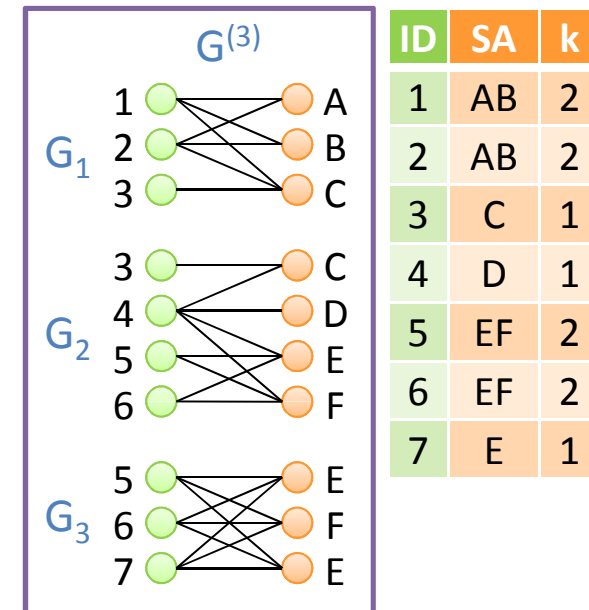 G(3)
G1
1 A
2 B
3 C
G2
3 C
4 D
5 E
6 F
G3
5 E
6 F
7 E
ID SA k
1 AB 2
2 AB 2
3 C 1
4 D 1
5 EF 2
6 EF 2
7 E 1